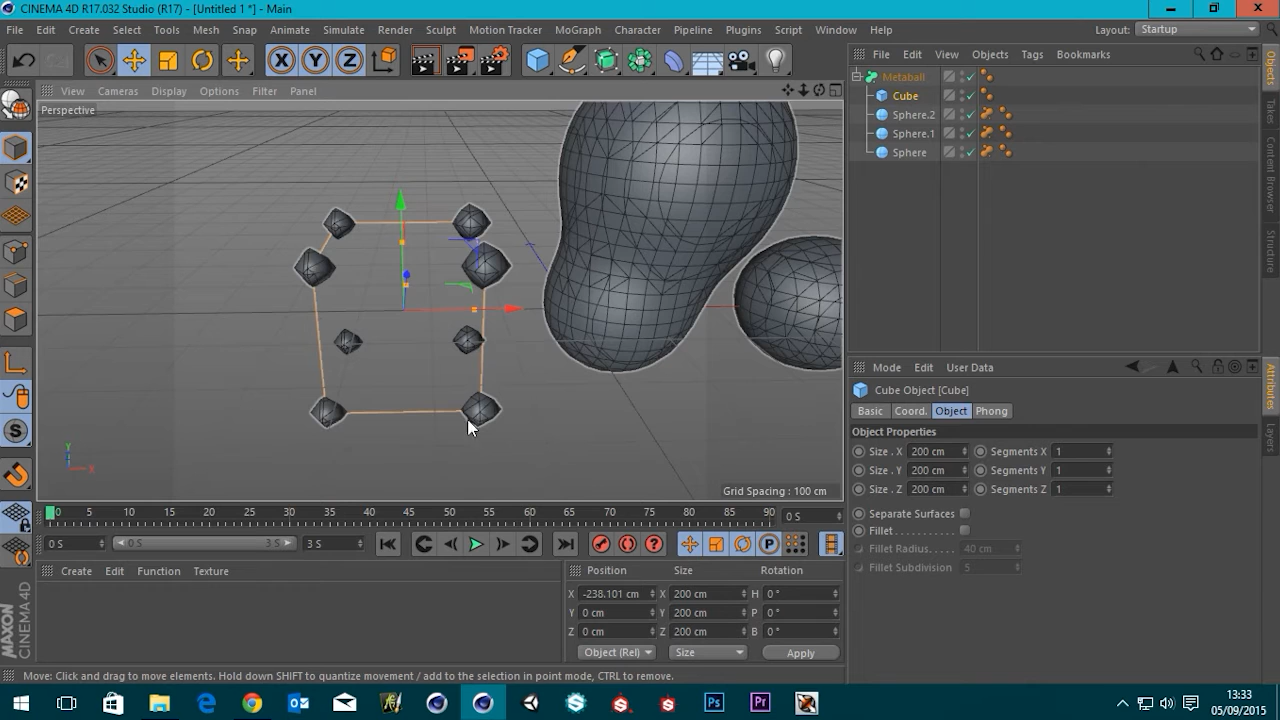 CINEMA 4D R17.032 Studio (R17) - [Untitled 1 *] - Main
File Edit Create Select Tools Mesh Snap Animate Simulate Render Sculpt Motion Tracker MoGraph Character Pipeline Plugins Script Window Help Layout: Startup
X Y Z
File Edit View Objects Tags Bookmarks
View Cameras Display Options Filter Panel
Perspective
Metaball
Cube
Sphere.2
Sphere.1
Sphere
Objects
Takes
Content Browser
Structure
Mode Edit User Data
Cube Object [Cube]
Basic Coord. Object Phong
Object Properties
Size . X 200 cm Segments X 1
Size . Y 200 cm Segments Y 1
Size . Z 200 cm Segments Z 1
Separate Surfaces
Fillet . . . . . . . . . . .
Fillet Radius. . . . . 40 cm
Fillet Subdivision 5
Attributes
Layers
Y
X
Grid Spacing : 100 cm
0 5 10 15 20 25 30 35 40 45 50 55 60 65 70 75 80 85 90 0 S
0 S 0 S 3 S 3 S
Create Edit Function Texture
Position Size Rotation
X -238.101 cm X 200 cm H 0 °
Y 0 cm Y 200 cm P 0 °
Z 0 cm Z 200 cm B 0 °
Object (Rel) Size Apply
MAXON CINEMA 4D
Move: Click and drag to move elements. Hold down SHIFT to quantize movement / add to the selection in point mode, CTRL to remove.
Ps Pr
13:33
05/09/2015